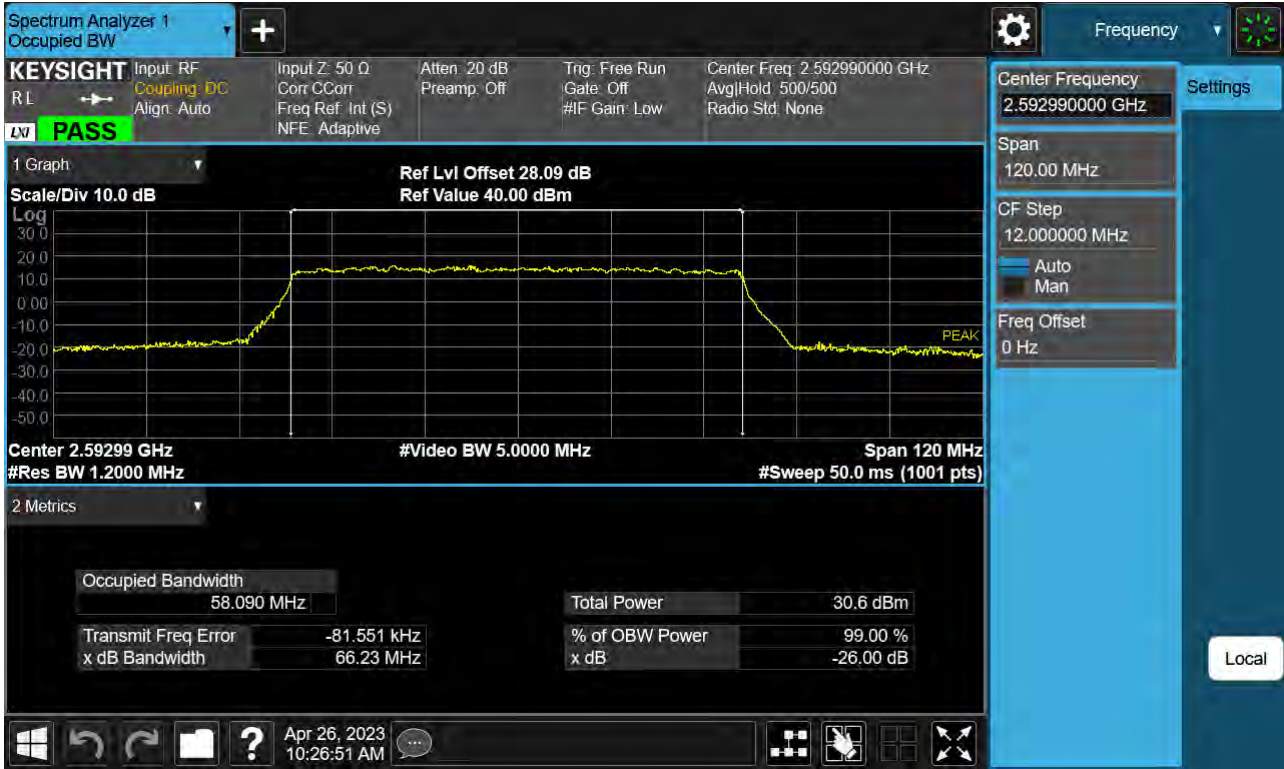 Spectrum Analyzer 1
Occupied BW
+
Frequency
KEYSIGHT
R L
LXI PASS
Input: RF
Coupling: DC
Align: Auto
Input Z: 50 Ω
Corr CCorr
Freq Ref: Int (S)
NFE: Adaptive
Atten: 20 dB
Preamp: Off
Trig: Free Run
Gate: Off
#IF Gain: Low
Center Freq: 2.592990000 GHz
Avg|Hold: 500/500
Radio Std: None
Center Frequency
2.592990000 GHz
Settings
Span
120.00 MHz
CF Step
12.000000 MHz
Auto
Man
Freq Offset
0 Hz
Local
1 Graph
Scale/Div 10.0 dB
Ref Lvl Offset 28.09 dB
Ref Value 40.00 dBm
Log
30.0
20.0
10.0
0.00
-10.0
-20.0
-30.0
-40.0
-50.0
PEAK
Center 2.59299 GHz
#Video BW 5.0000 MHz
Span 120 MHz
#Res BW 1.2000 MHz
#Sweep 50.0 ms (1001 pts)
2 Metrics
Occupied Bandwidth
58.090 MHz
Total Power 30.6 dBm
Transmit Freq Error -81.551 kHz
% of OBW Power 99.00 %
x dB Bandwidth 66.23 MHz
x dB -26.00 dB
?
Apr 26, 2023
10:26:51 AM